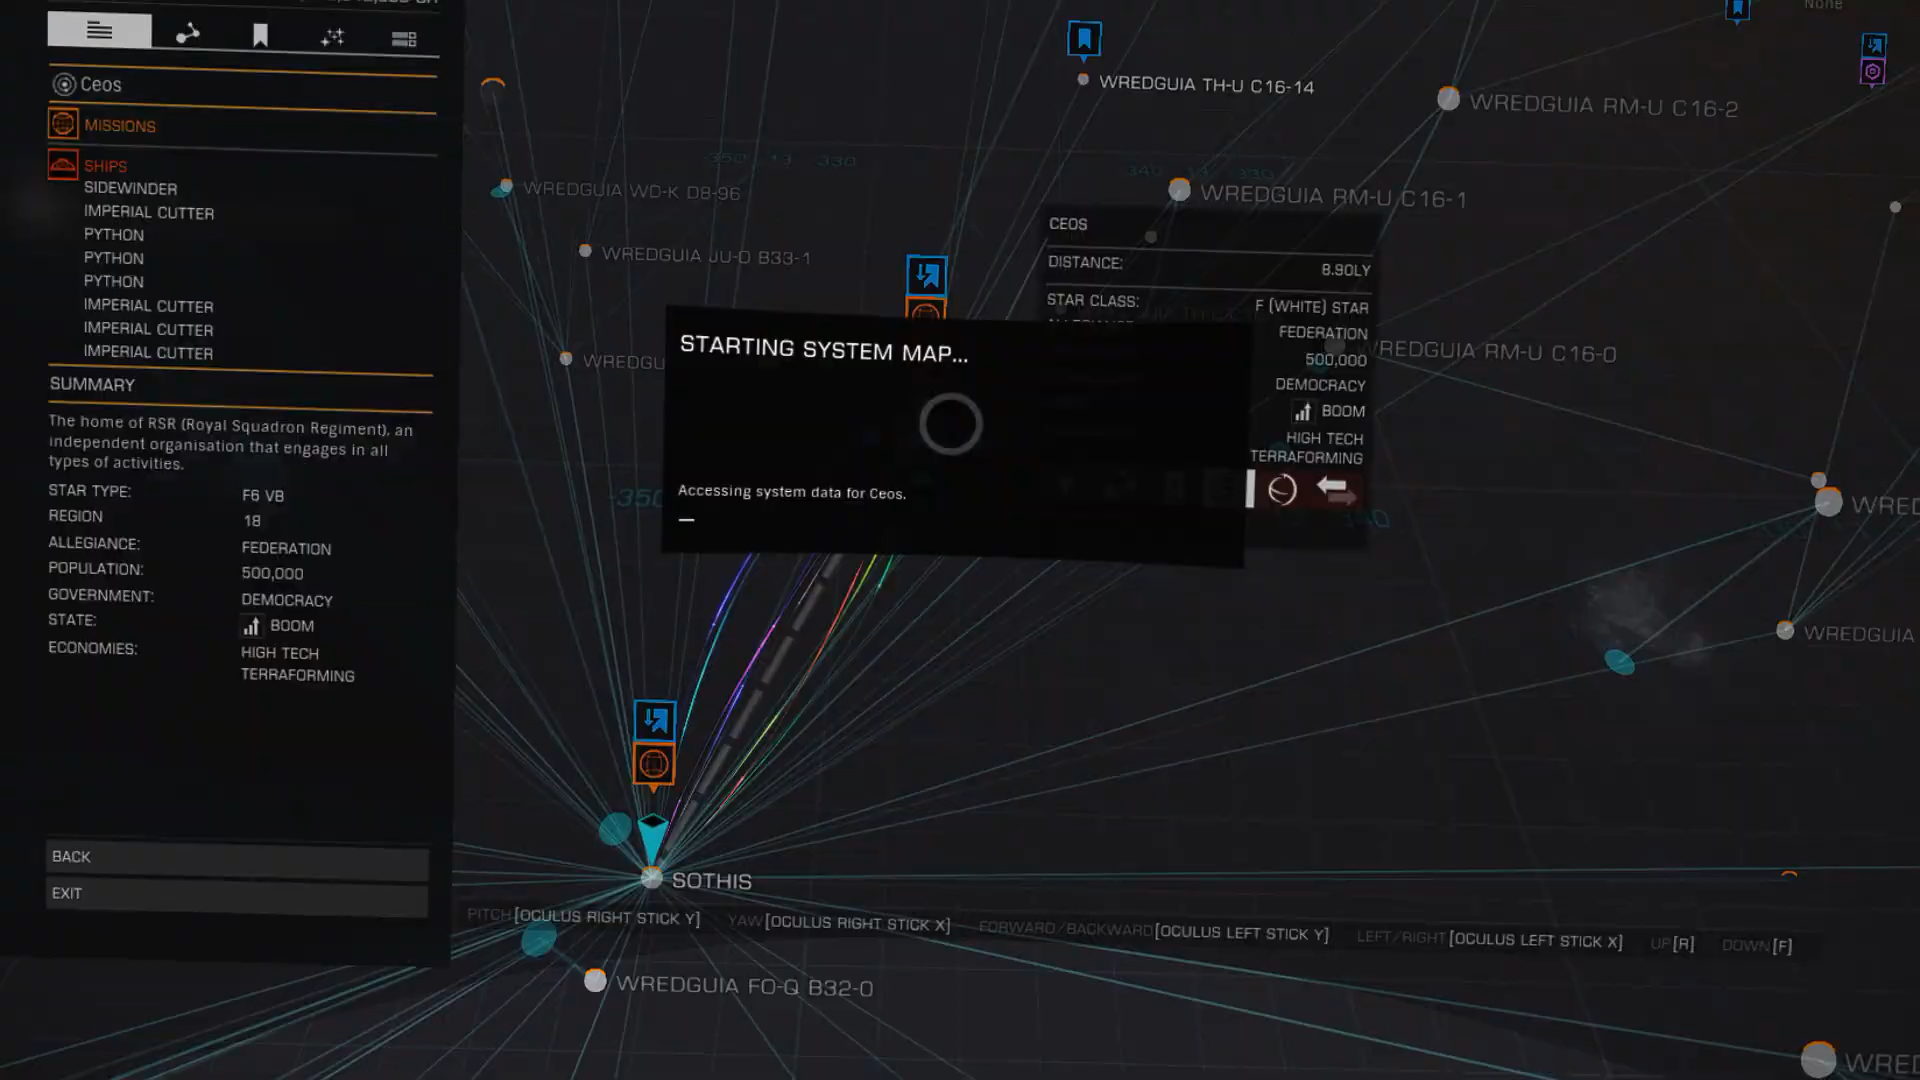 Ceos
MISSIONS
SHIPS
SIDEWINDER
IMPERIAL CUTTER
PYTHON
PYTHON
PYTHON
IMPERIAL CUTTER
IMPERIAL CUTTER
IMPERIAL CUTTER
SUMMARY
The home of RSR (Royal Squadron Regiment), an
independent organisation that engages in all
types of activities.
STAR TYPE: F6 VB
REGION 18
ALLEGIANCE: FEDERATION
POPULATION: 500,000
GOVERNMENT: DEMOCRACY
STATE: BOOM
ECONOMIES: HIGH TECH
TERRAFORMING
BACK
EXIT
None
WREDGUIA TH-U C16-14
WREDGUIA RM-U C16-2
WREDGUIA WD-K D8-96
WREDGUIA RM-U C16-1
WREDGUIA JU-O B33-1
WREDGU
WREDGUIA RM-U C16-0
CEOS
DISTANCE: 8.90LY
STAR CLASS: F (WHITE) STAR
FEDERATION
500,000
DEMOCRACY
BOOM
HIGH TECH
TERRAFORMING
STARTING SYSTEM MAP...
Accessing system data for Ceos.
-350
WRED
WREDGUIA
SOTHIS
PITCH [OCULUS RIGHT STICK Y] YAW [OCULUS RIGHT STICK X] FORWARD/BACKWARD [OCULUS LEFT STICK Y] LEFT/RIGHT [OCULUS LEFT STICK X] UP [R] DOWN [F]
WREDGUIA FO-Q B32-0
WRED